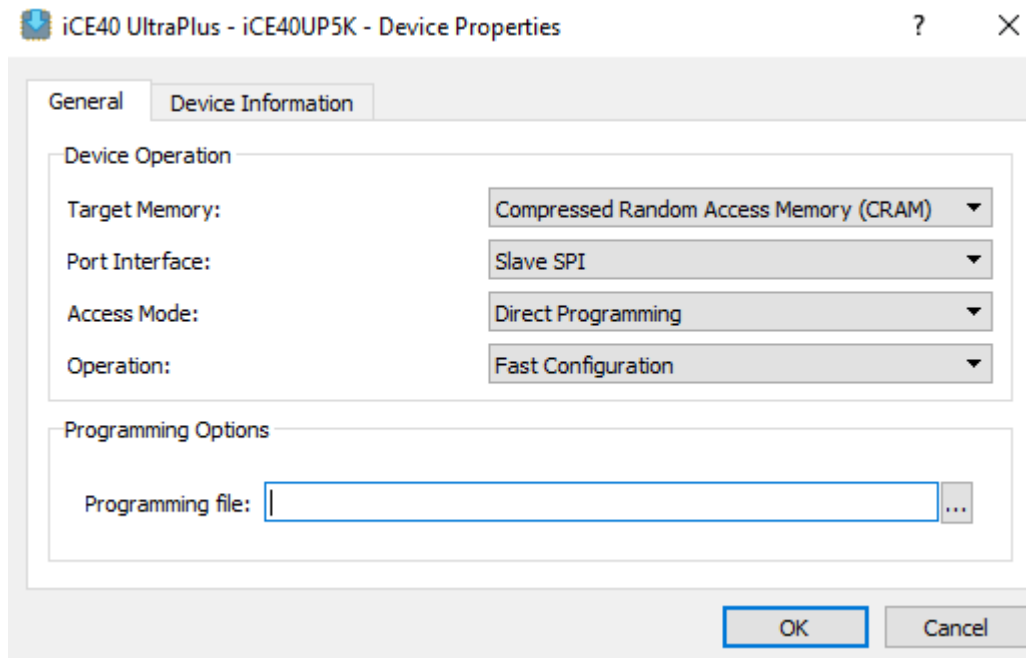 iCE40 UltraPlus - iCE40UP5K - Device Properties ?
General Device Information
Device Operation
Target Memory: Compressed Random Access Memory (CRAM)
Port Interface: Slave SPI
Access Mode: Direct Programming
Operation: Fast Configuration
Programming Options
Programming file: ...
OK Cancel